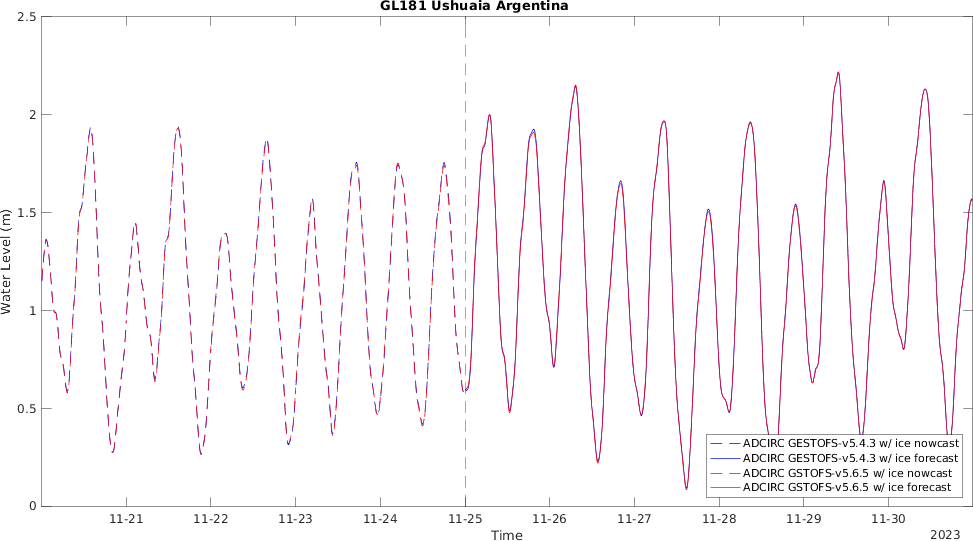 GL181 Ushuaia Argentina
2.5
2
1.5
1
0.5
0
Water Level (m)
11-21
11-22
11-23
11-24
11-25
11-26
11-27
11-28
11-29
11-30
Time
2023
ADCIRC GESTOFS-v5.4.3 w/ ice nowcast
ADCIRC GESTOFS-v5.4.3 w/ ice forecast
ADCIRC GSTOFS-v5.6.5 w/ ice nowcast
ADCIRC GSTOFS-v5.6.5 w/ ice forecast